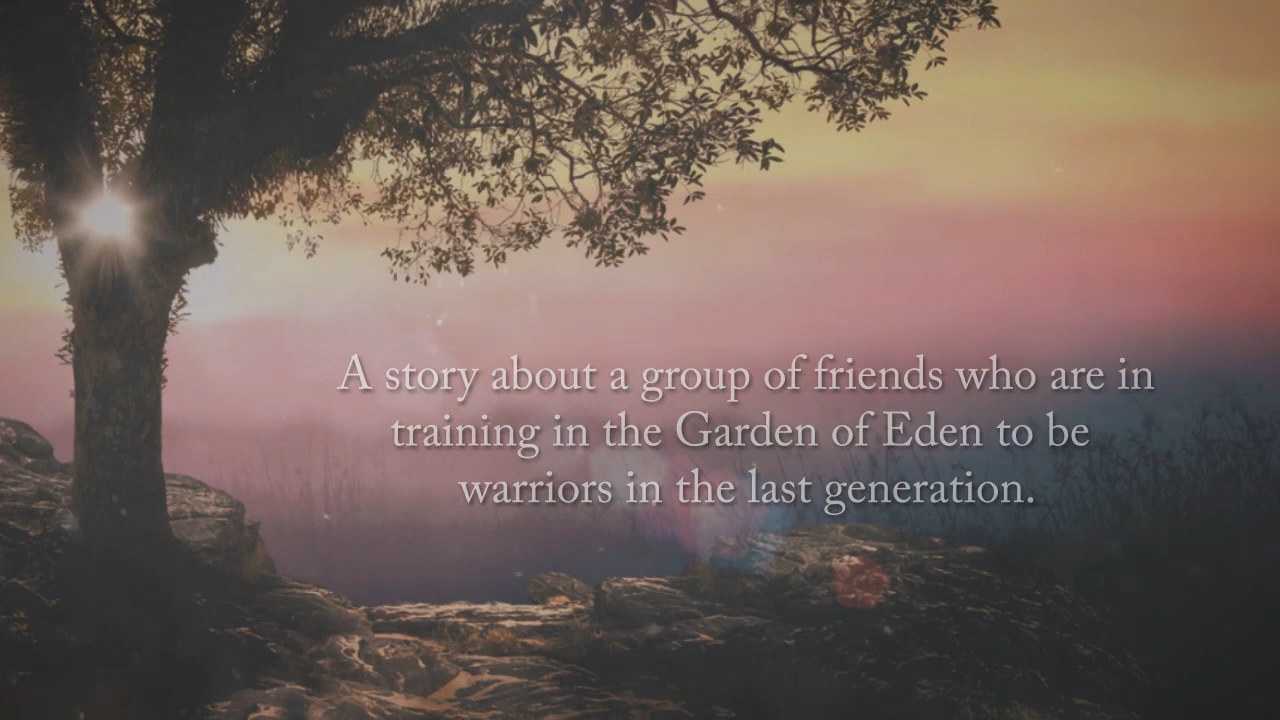 A story about a group of friends who are in
training in the Garden of Eden to be
warriors in the last generation.